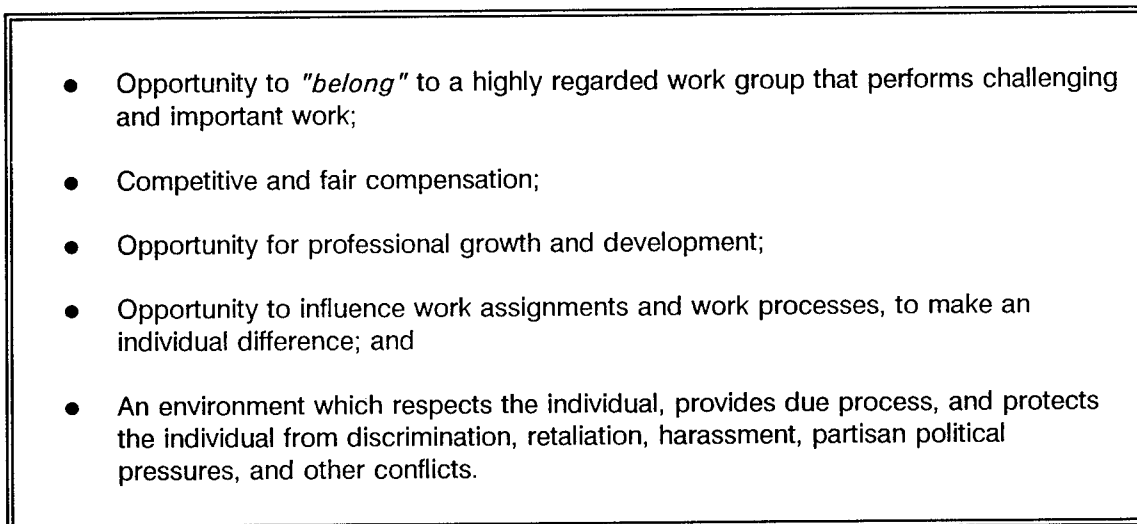 ● Opportunity to "belong" to a highly regarded work group that performs challenging
and important work;
● Competitive and fair compensation;
● Opportunity for professional growth and development;
● Opportunity to influence work assignments and work processes, to make an
individual difference; and
● An environment which respects the individual, provides due process, and protects
the individual from discrimination, retaliation, harassment, partisan political
pressures, and other conflicts.